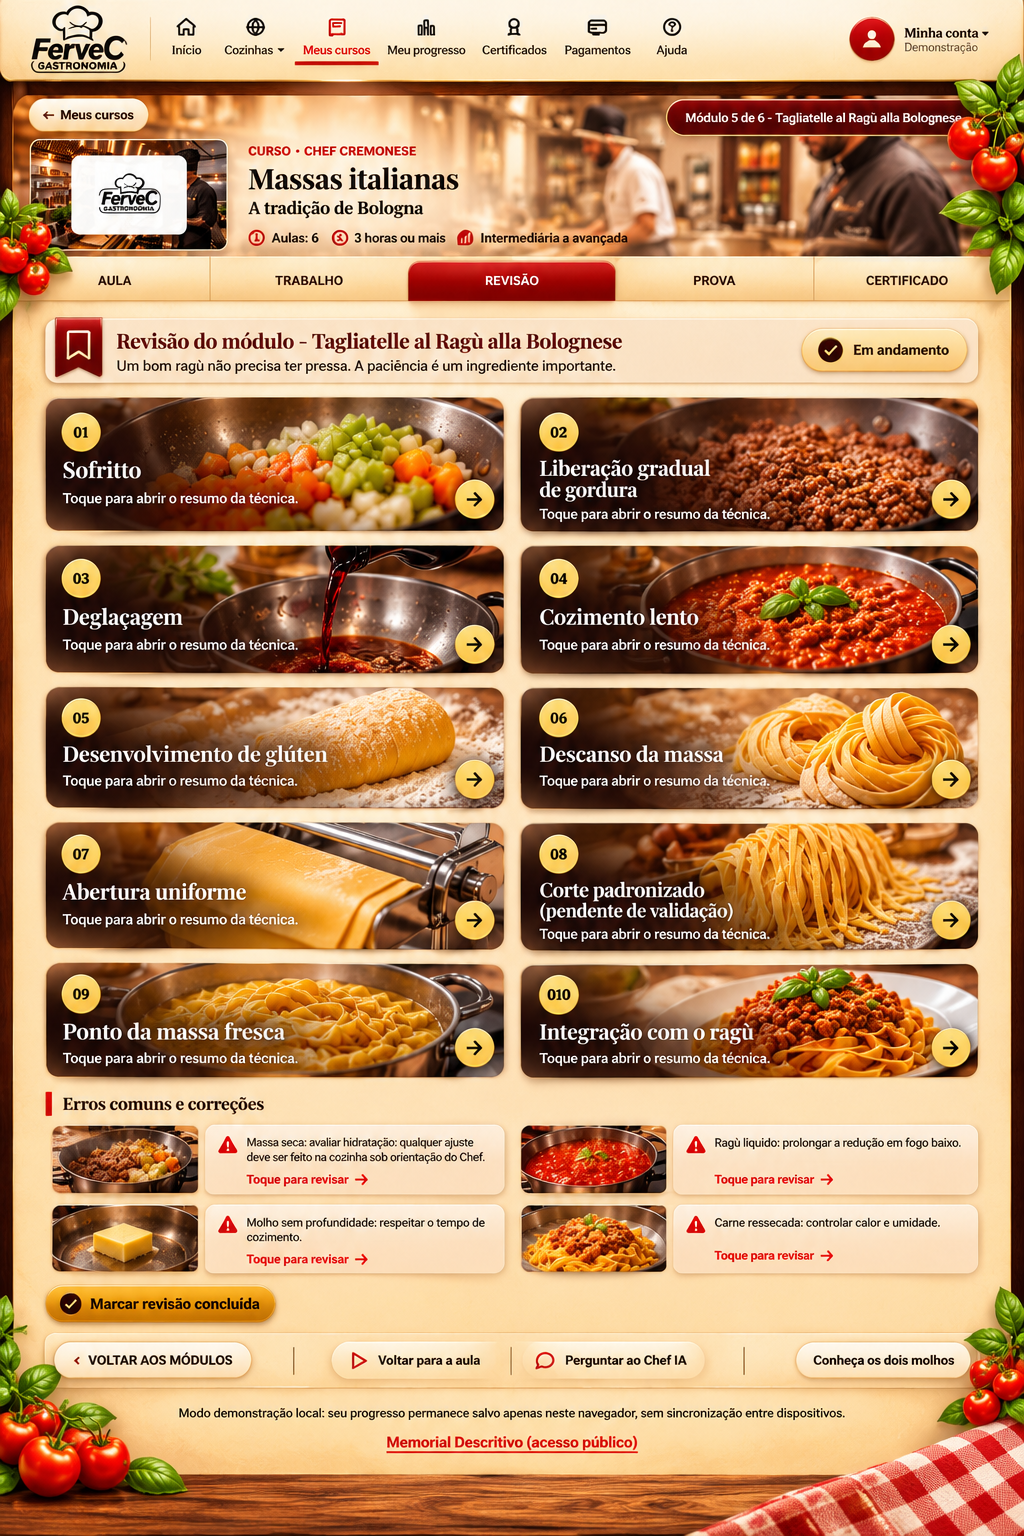 FerveC
GASTRONOMIA
Início
Cozinhas
Meus cursos
Meu progresso
Certificados
Pagamentos
Ajuda
Minha conta
Demonstração
← Meus cursos
Módulo 5 de 6 - Tagliatelle al Ragù alla Bolognese
FerveC
GASTRONOMIA
CURSO • CHEF CREMONESE
Massas italianas
A tradição de Bologna
Aulas: 6
3 horas ou mais
Intermediária a avançada
AULA
TRABALHO
REVISÃO
PROVA
CERTIFICADO
Revisão do módulo - Tagliatelle al Ragù alla Bolognese
Um bom ragù não precisa ter pressa. A paciência é um ingrediente importante.
Em andamento
01
Sofritto
Toque para abrir o resumo da técnica.
02
Liberação gradual
de gordura
Toque para abrir o resumo da técnica.
03
Deglaçagem
Toque para abrir o resumo da técnica.
04
Cozimento lento
Toque para abrir o resumo da técnica.
05
Desenvolvimento de glúten
Toque para abrir o resumo da técnica.
06
Descanso da massa
Toque para abrir o resumo da técnica.
07
Abertura uniforme
Toque para abrir o resumo da técnica.
08
Corte padronizado
(pendente de validação)
Toque para abrir o resumo da técnica.
09
Ponto da massa fresca
Toque para abrir o resumo da técnica.
010
Integração com o ragù
Toque para abrir o resumo da técnica.
Erros comuns e correções
Massa seca: avaliar hidratação: qualquer ajuste
deve ser feito na cozinha sob orientação do Chef.
Toque para revisar →
Ragù liquido: prolongar a redução em fogo baixo.
Toque para revisar →
Molho sem profundidade: respeitar o tempo de
cozimento.
Toque para revisar →
Carne ressecada: controlar calor e umidade.
Toque para revisar →
Marcar revisão concluída
‹ VOLTAR AOS MÓDULOS
Voltar para a aula
Perguntar ao Chef IA
Conheça os dois molhos
Modo demonstração local: seu progresso permanece salvo apenas neste navegador, sem sincronização entre dispositivos.
Memorial Descritivo (acesso público)